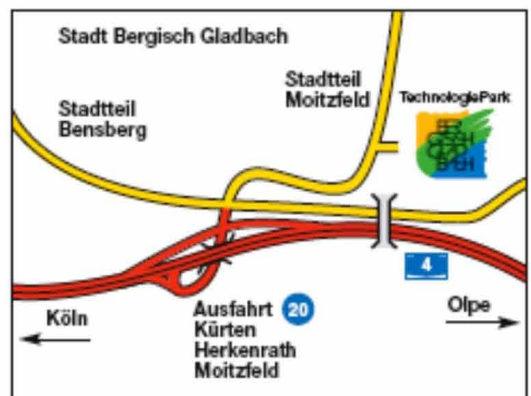 Stadt Bergisch Gladbach
Stadtteil
Moitzfeld
TechnologiePark
Stadtteil
Bensberg
4
Köln
Ausfahrt 20
Kürten
Herkenrath
Moitzfeld
Olpe